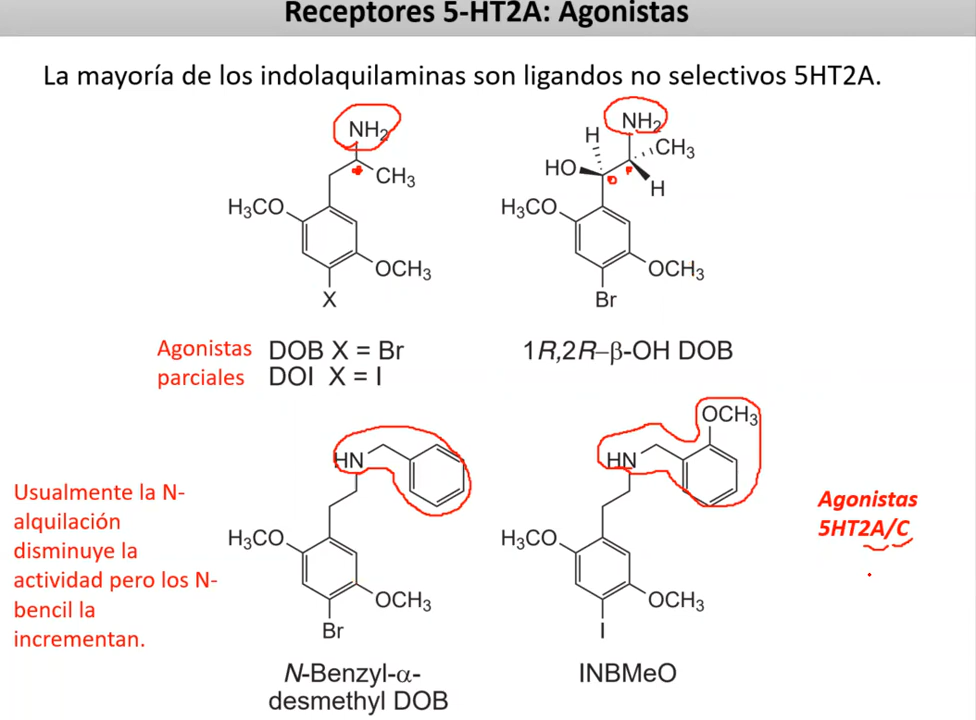 Receptores 5-HT2A: Agonistas
La mayoría de los indolaquilaminas son ligandos no selectivos 5HT2A.
NH₂
CH₃
H₃CO
OCH₃
X
NH₂
H
CH₃
HO
H
H₃CO
OCH₃
Br
Agonistas
parciales
DOB X = Br
DOI X = I
1R,2R–β-OH DOB
HN
H₃CO
OCH₃
Br
OCH₃
HN
H₃CO
OCH₃
I
Usualmente la N-
alquilación
disminuye la
actividad pero los N-
bencil la
incrementan.
Agonistas
5HT2A/C
N-Benzyl-α-
desmethyl DOB
INBMeO